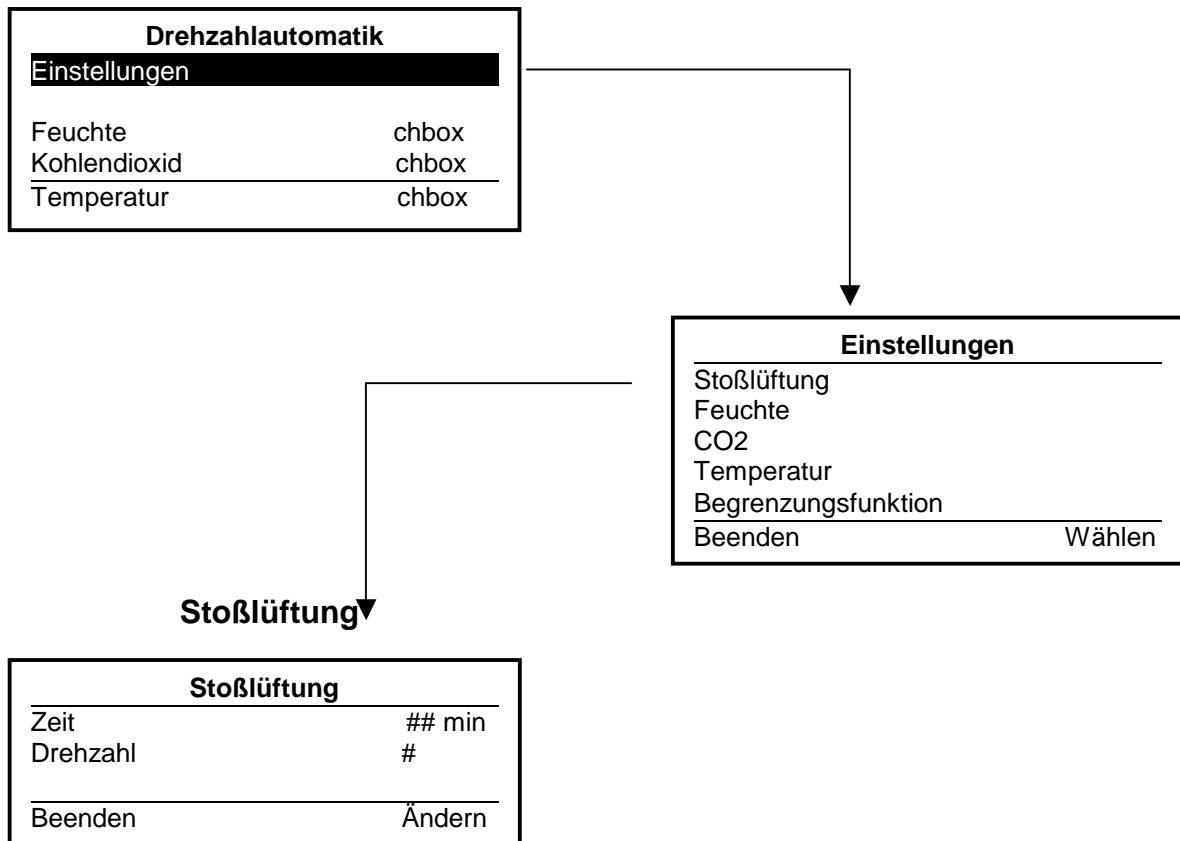 Drehzahlautomatik
Einstellungen
Feuchte chbox
Kohlendioxid chbox
Temperatur chbox
Einstellungen
Stoßlüftung
Feuchte
CO2
Temperatur
Begrenzungsfunktion
Beenden Wählen
Stoßlüftung
Stoßlüftung
Zeit ## min
Drehzahl #
Beenden Ändern